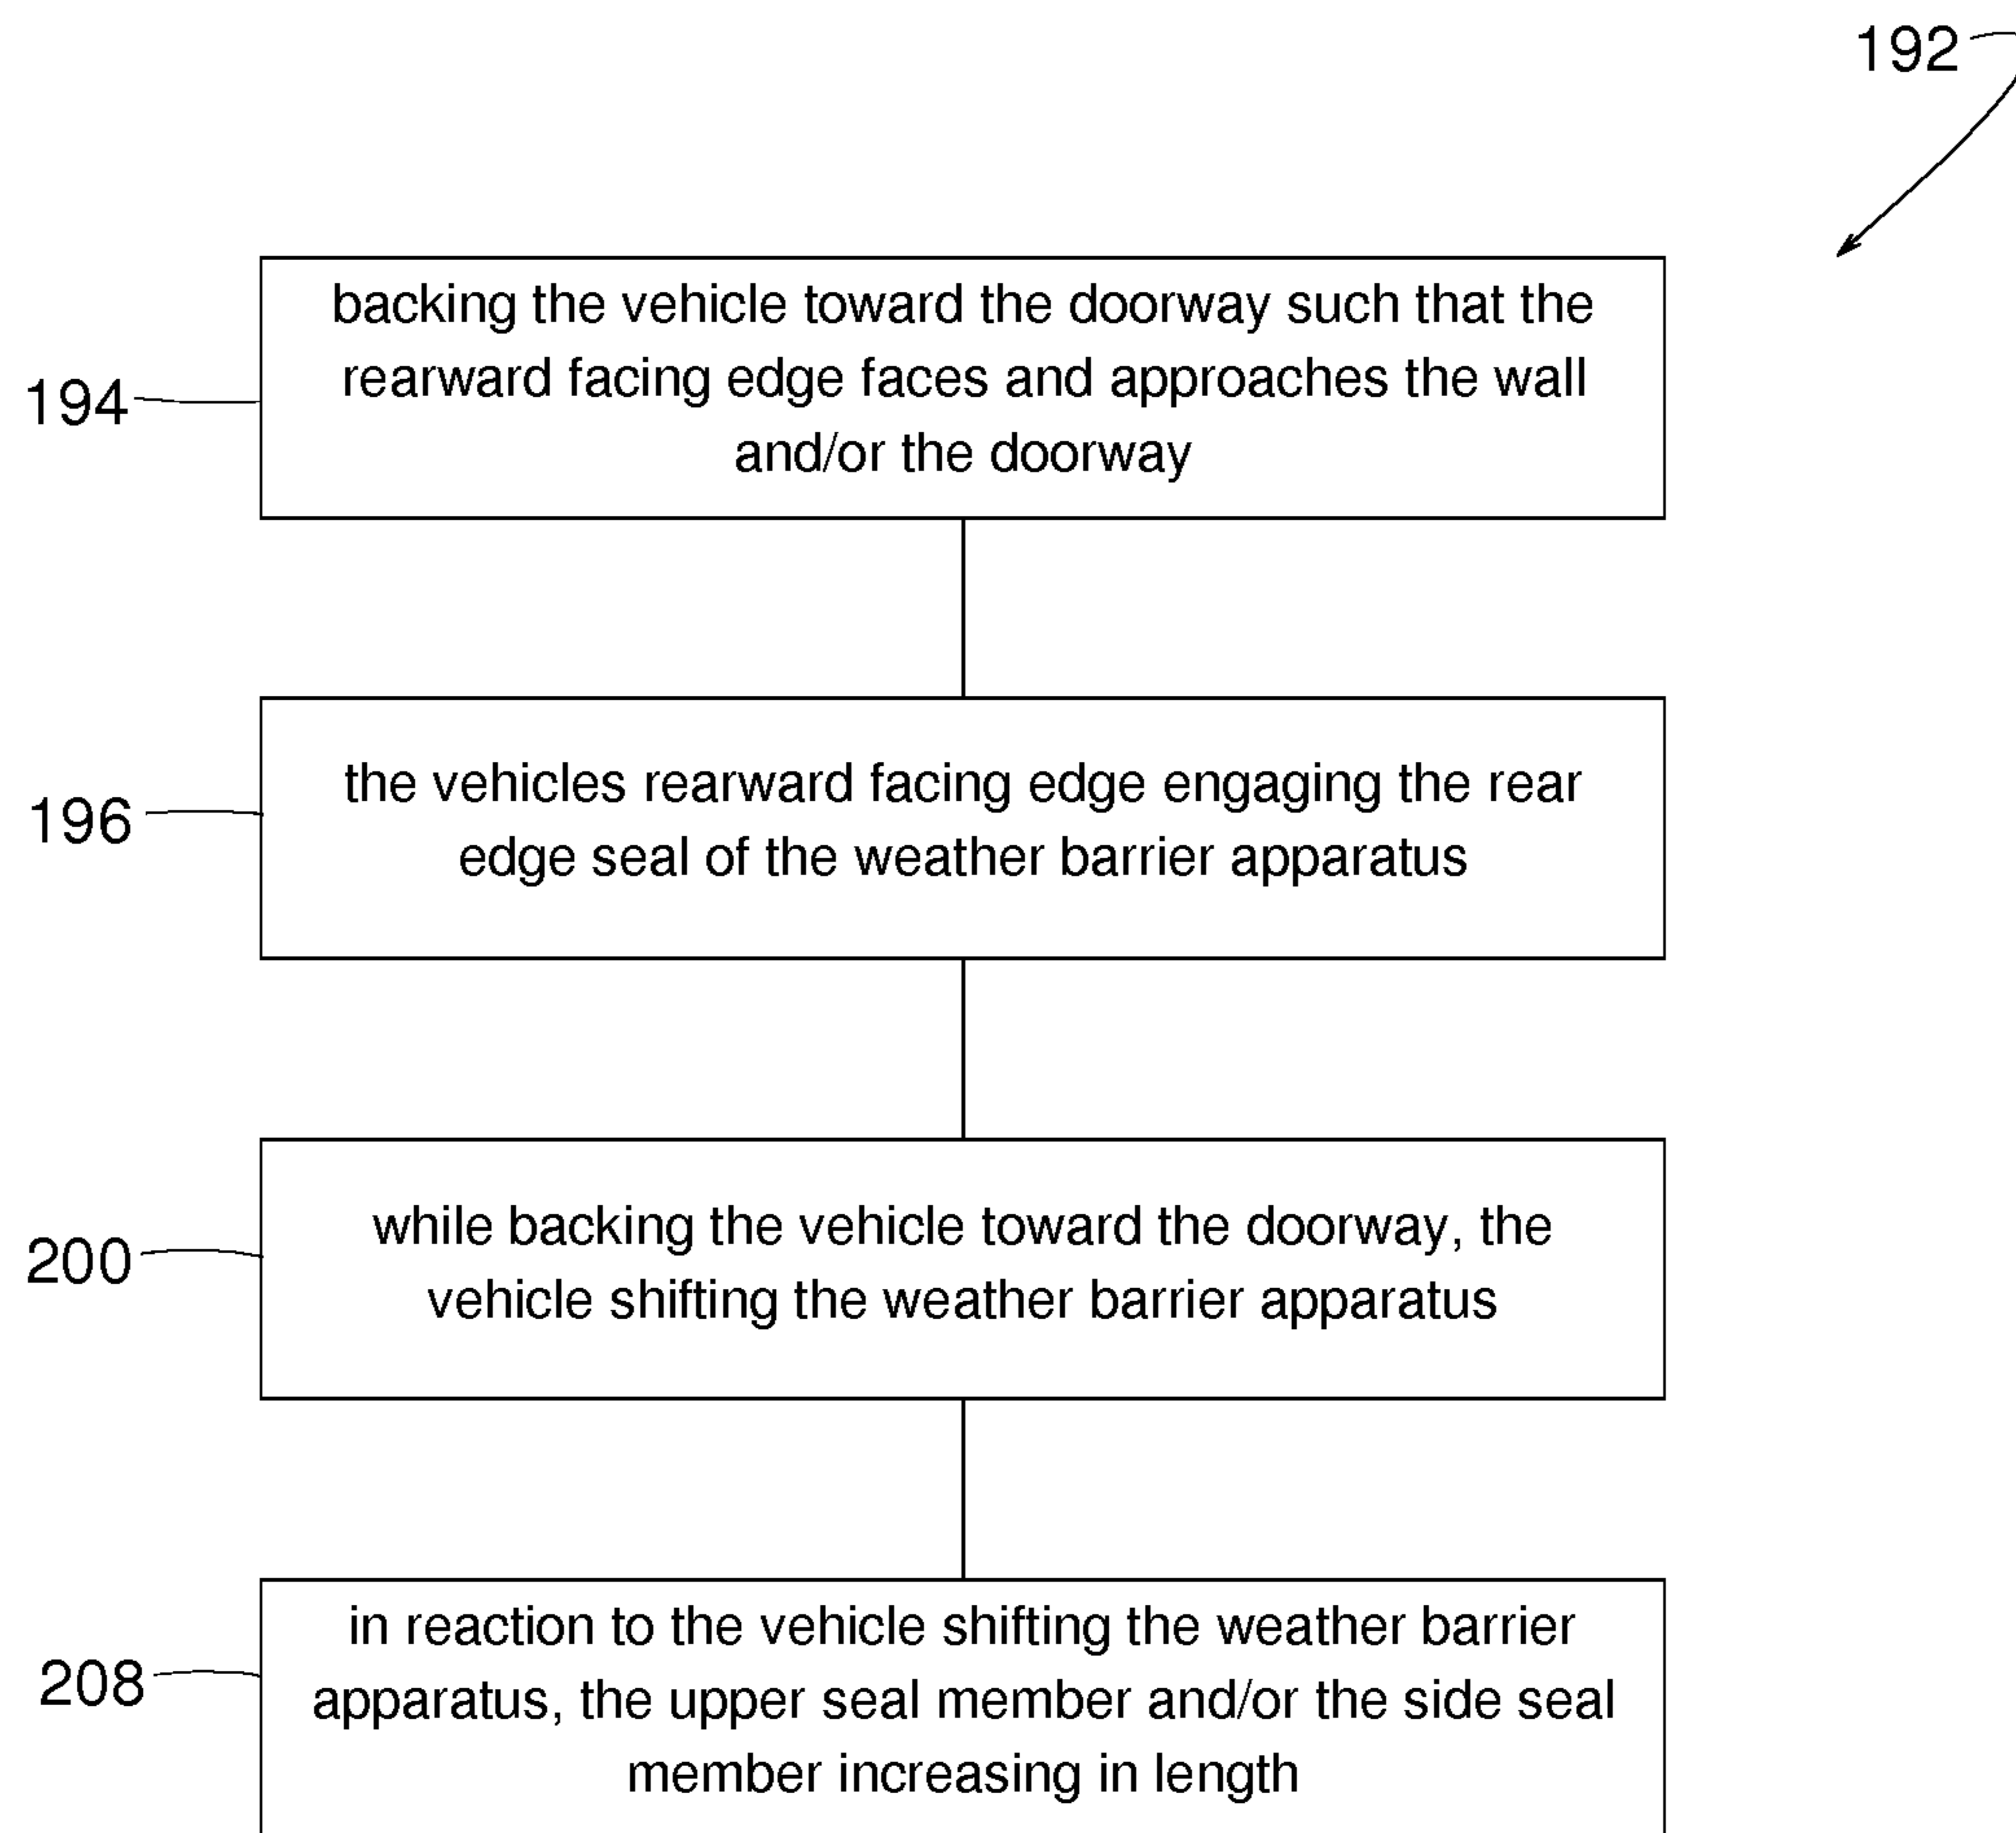 192
backing the vehicle toward the doorway such that the
rearward facing edge faces and approaches the wall
and/or the doorway
194
the vehicles rearward facing edge engaging the rear
edge seal of the weather barrier apparatus
196
while backing the vehicle toward the doorway, the
vehicle shifting the weather barrier apparatus
200
in reaction to the vehicle shifting the weather barrier
apparatus, the upper seal member and/or the side seal
member increasing in length
208